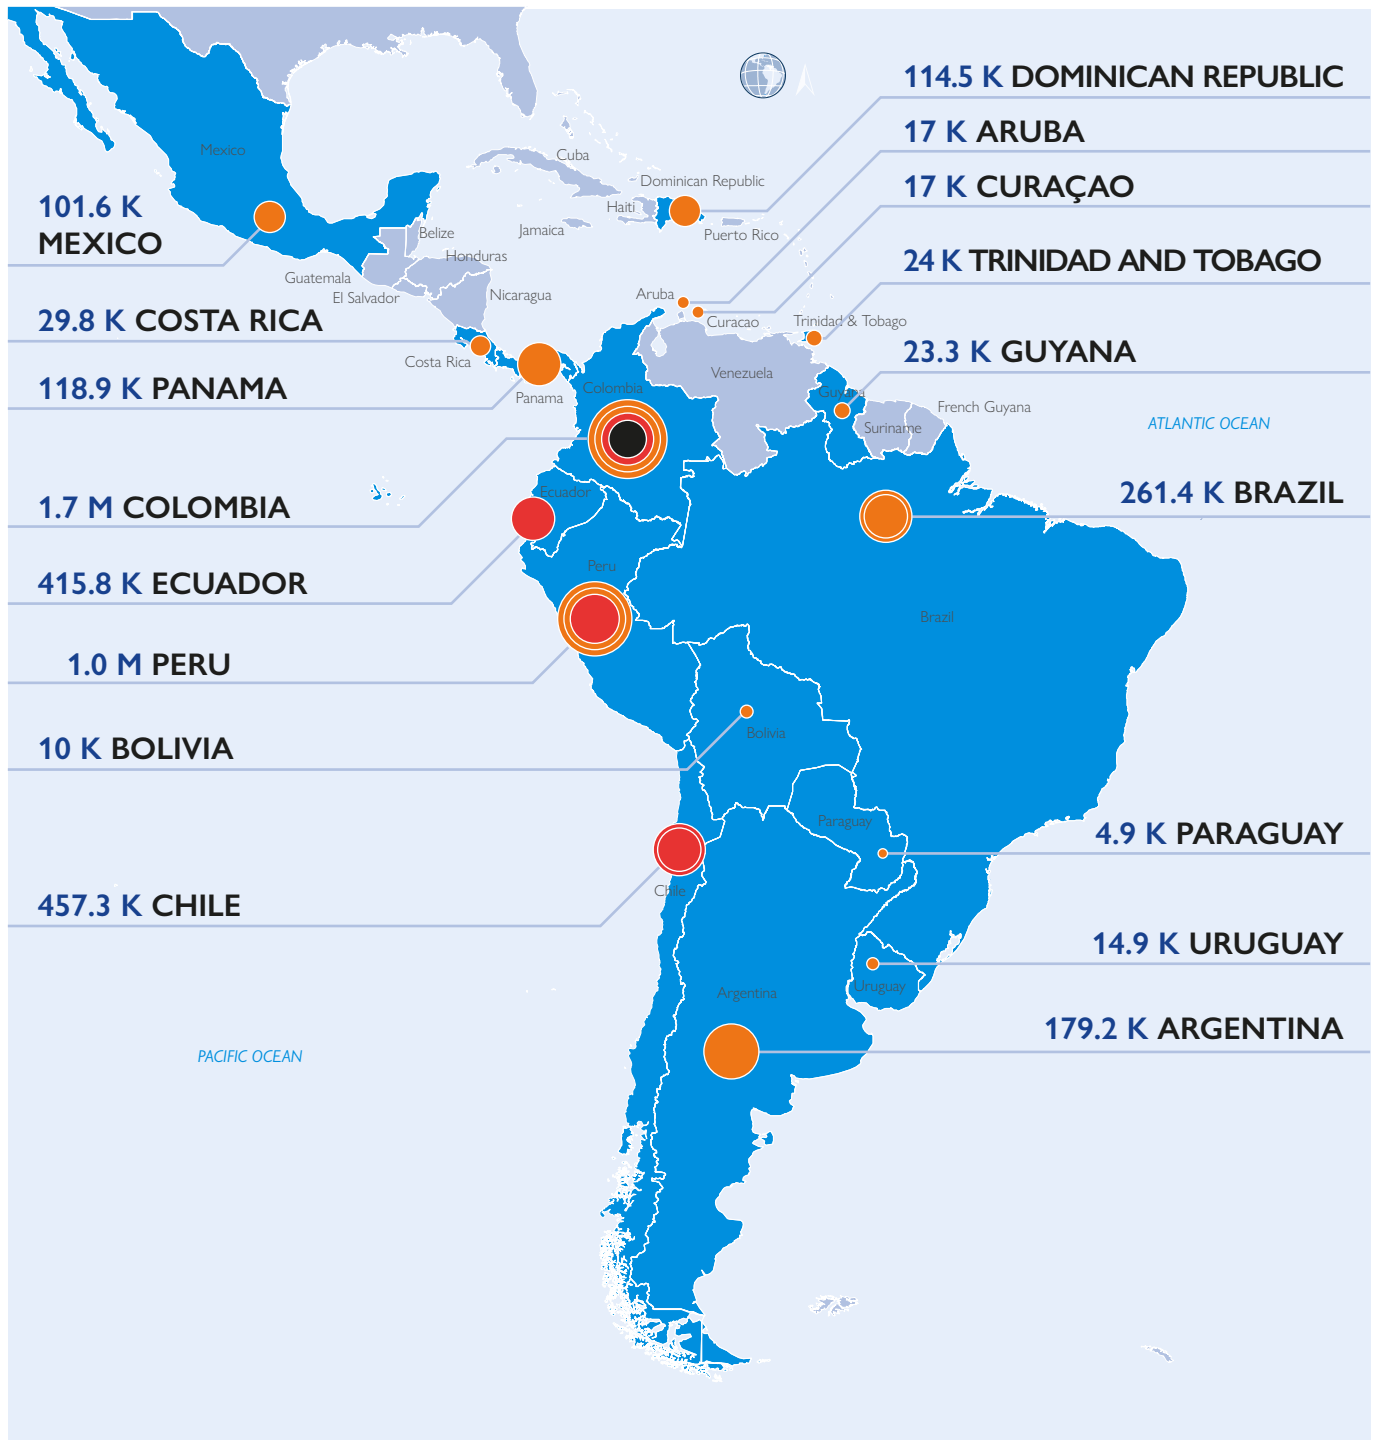 114.5 K DOMINICAN REPUBLIC
17 K ARUBA
17 K CURAÇAO
24 K TRINIDAD AND TOBAGO
23.3 K GUYANA
ATLANTIC OCEAN
261.4 K BRAZIL
4.9 K PARAGUAY
14.9 K URUGUAY
179.2 K ARGENTINA
101.6 K
MEXICO
29.8 K COSTA RICA
118.9 K PANAMA
1.7 M COLOMBIA
415.8 K ECUADOR
1.0 M PERU
10 K BOLIVIA
457.3 K CHILE
PACIFIC OCEAN
Mexico
Cuba
Dominican Republic
Haiti
Jamaica
Puerto Rico
Belize
Honduras
Guatemala
El Salvador
Nicaragua
Aruba
Curacao
Trinidad & Tobago
Costa Rica
Panama
Venezuela
Colombia
Guyana
French Guyana
Suriname
Ecuador
Peru
Brazil
Bolivia
Paraguay
Chile
Uruguay
Argentina